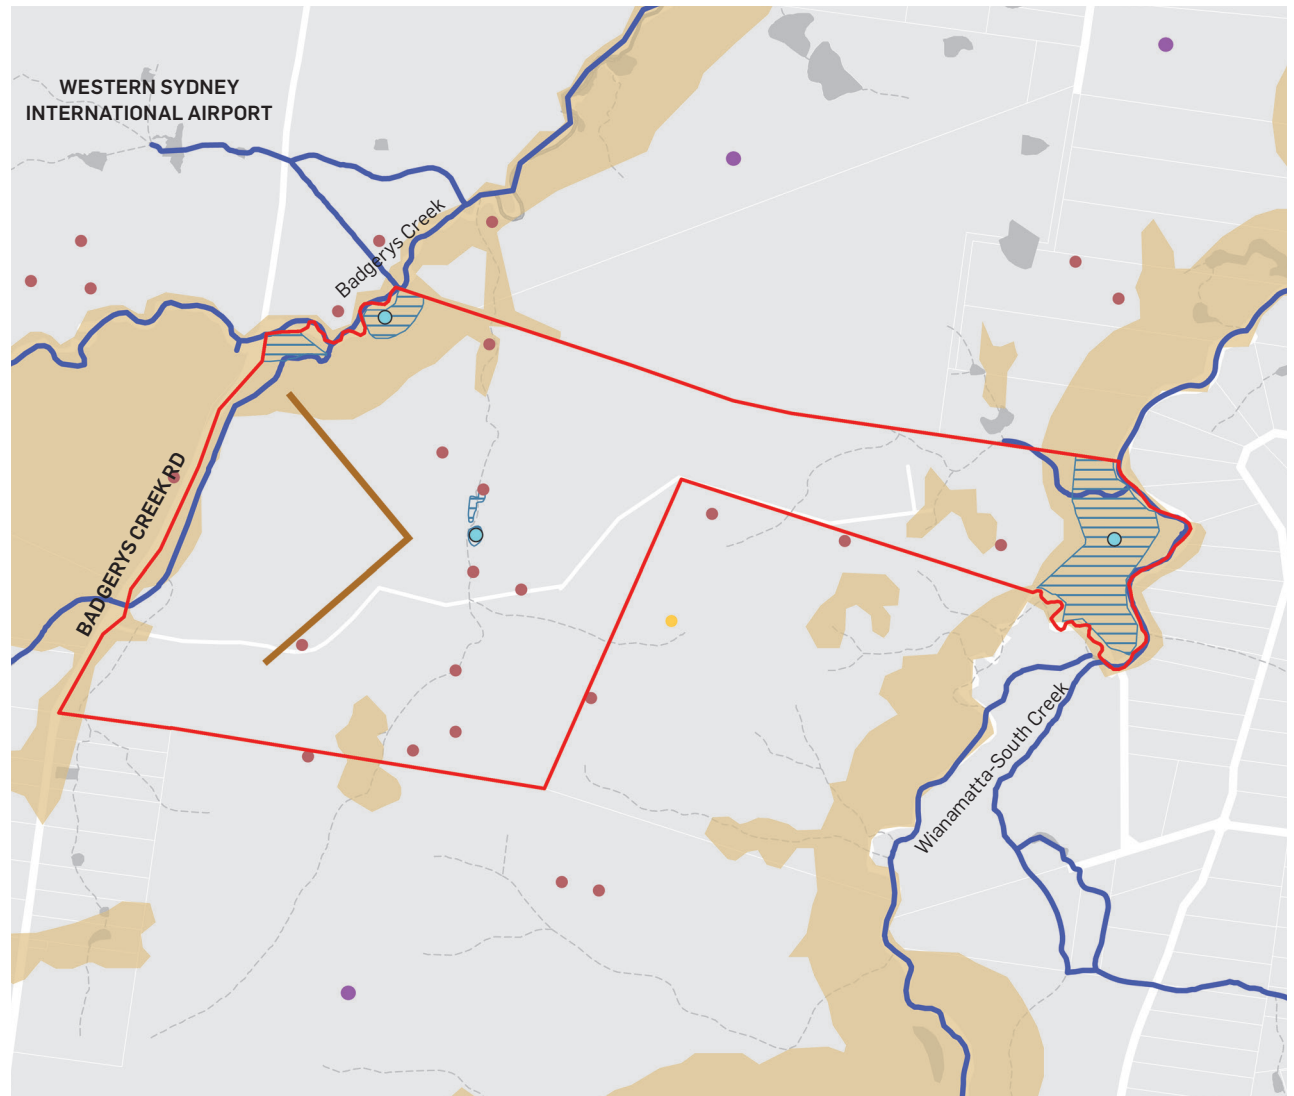 WESTERN SYDNEY
INTERNATIONAL AIRPORT
Badgerys Creek
BADGERYS CREEK RD
Wianamatta-South Creek